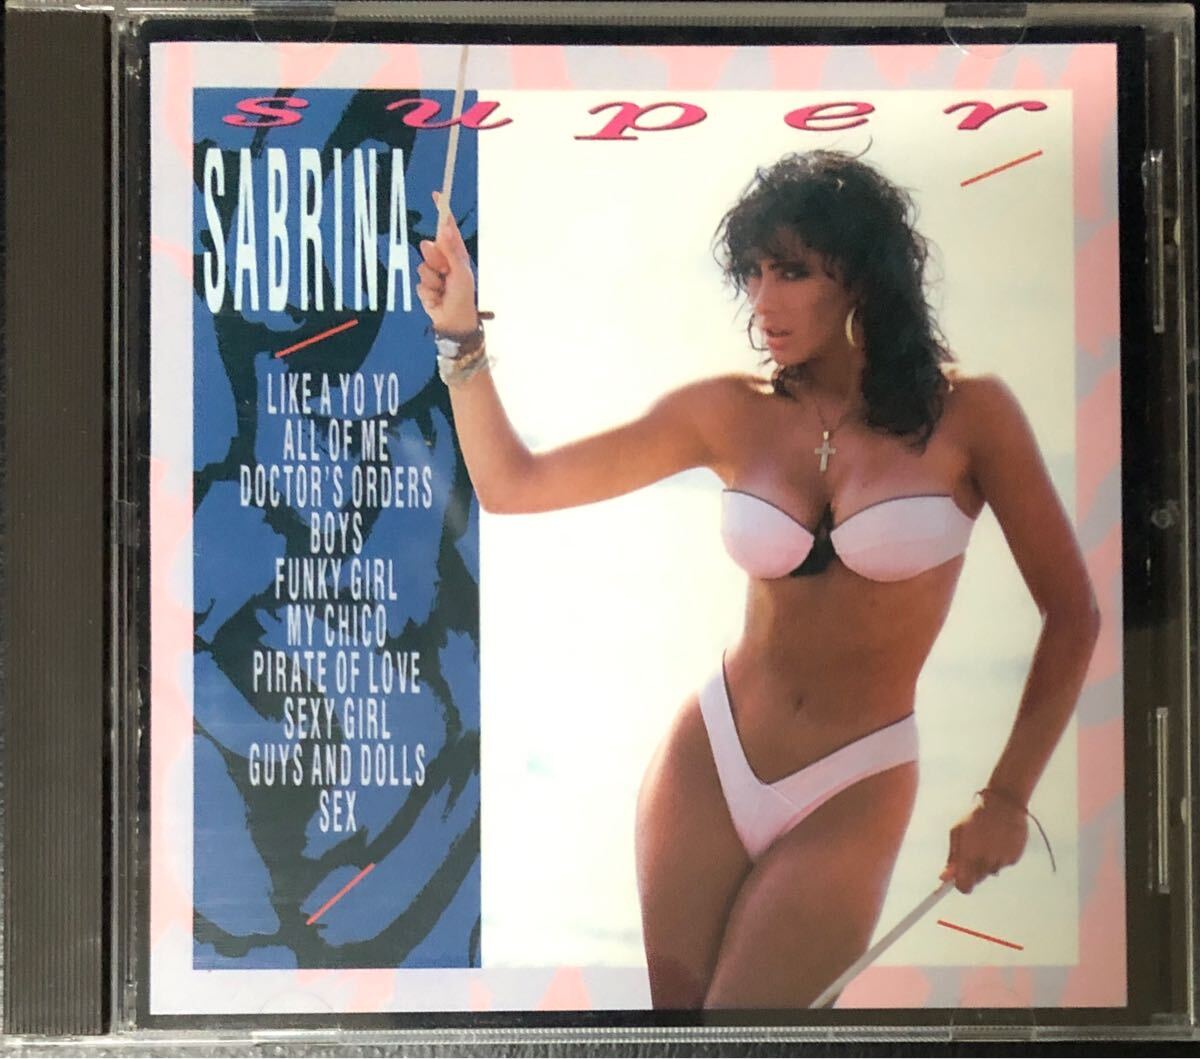 super
SABRINA
LIKE A YO YO
ALL OF ME
DOCTOR'S ORDERS
BOYS
FUNKY GIRL
MY CHICO
PIRATE OF LOVE
SEXY GIRL
GUYS AND DOLLS
SEX